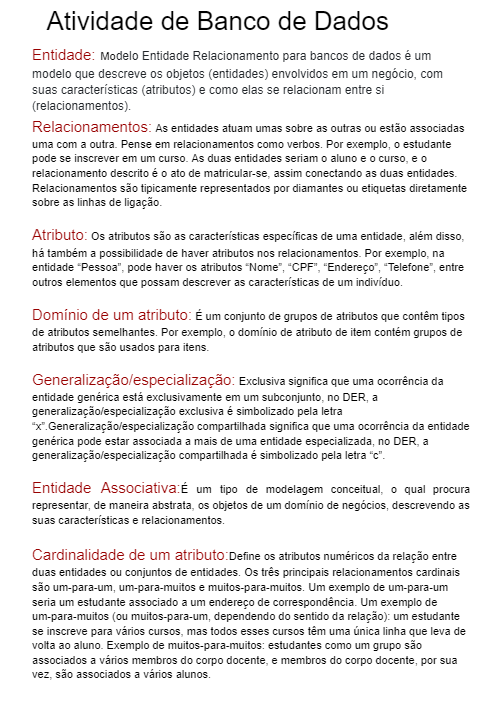 Atividade de Banco de Dados
Entidade: Modelo Entidade Relacionamento para bancos de dados é um
modelo que descreve os objetos (entidades) envolvidos em um negócio, com
suas características (atributos) e como elas se relacionam entre si
(relacionamentos).
Relacionamentos: As entidades atuam umas sobre as outras ou estão associadas
uma com a outra. Pense em relacionamentos como verbos. Por exemplo, o estudante
pode se inscrever em um curso. As duas entidades seriam o aluno e o curso, e o
relacionamento descrito é o ato de matricular-se, assim conectando as duas entidades.
Relacionamentos são tipicamente representados por diamantes ou etiquetas diretamente
sobre as linhas de ligação.
Atributo: Os atributos são as características específicas de uma entidade, além disso,
há também a possibilidade de haver atributos nos relacionamentos. Por exemplo, na
entidade “Pessoa”, pode haver os atributos “Nome”, “CPF”, “Endereço”, “Telefone”, entre
outros elementos que possam descrever as características de um indivíduo.
Domínio de um atributo: É um conjunto de grupos de atributos que contêm tipos
de atributos semelhantes. Por exemplo, o domínio de atributo de item contém grupos de
atributos que são usados para itens.
Generalização/especialização: Exclusiva significa que uma ocorrência da
entidade genérica está exclusivamente em um subconjunto, no DER, a
generalização/especialização exclusiva é simbolizado pela letra
“x”.Generalização/especialização compartilhada significa que uma ocorrência da entidade
genérica pode estar associada a mais de uma entidade especializada, no DER, a
generalização/especialização compartilhada é simbolizado pela letra “c”.
Entidade Associativa:É um tipo de modelagem conceitual, o qual procura
representar, de maneira abstrata, os objetos de um domínio de negócios, descrevendo as
suas características e relacionamentos.
Cardinalidade de um atributo:Define os atributos numéricos da relação entre
duas entidades ou conjuntos de entidades. Os três principais relacionamentos cardinais
são um-para-um, um-para-muitos e muitos-para-muitos. Um exemplo de um-para-um
seria um estudante associado a um endereço de correspondência. Um exemplo de
um-para-muitos (ou muitos-para-um, dependendo do sentido da relação): um estudante
se inscreve para vários cursos, mas todos esses cursos têm uma única linha que leva de
volta ao aluno. Exemplo de muitos-para-muitos: estudantes como um grupo são
associados a vários membros do corpo docente, e membros do corpo docente, por sua
vez, são associados a vários alunos.